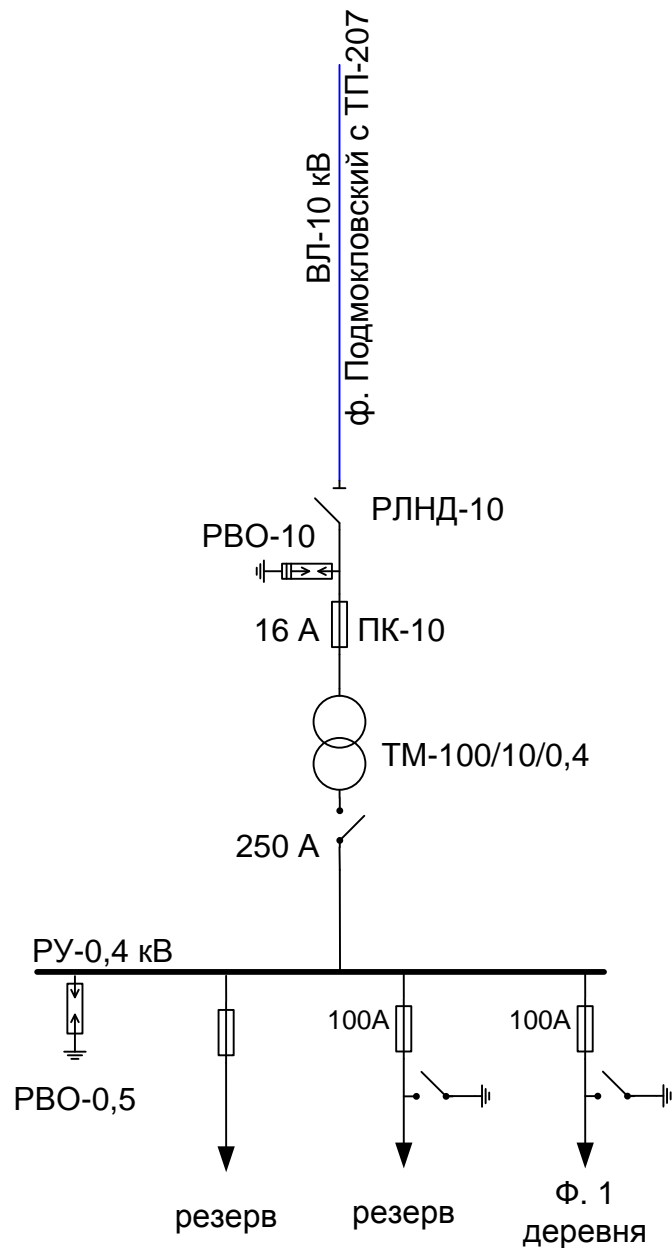 ВЛ-10 кВ
ф. Подмокловский с ТП-207
РЛНД-10
РВО-10
16 А
ПК-10
ТМ-100/10/0,4
250 А
РУ-0,4 кВ
100А
100А
РВО-0,5
резерв
резерв
Ф. 1
деревня